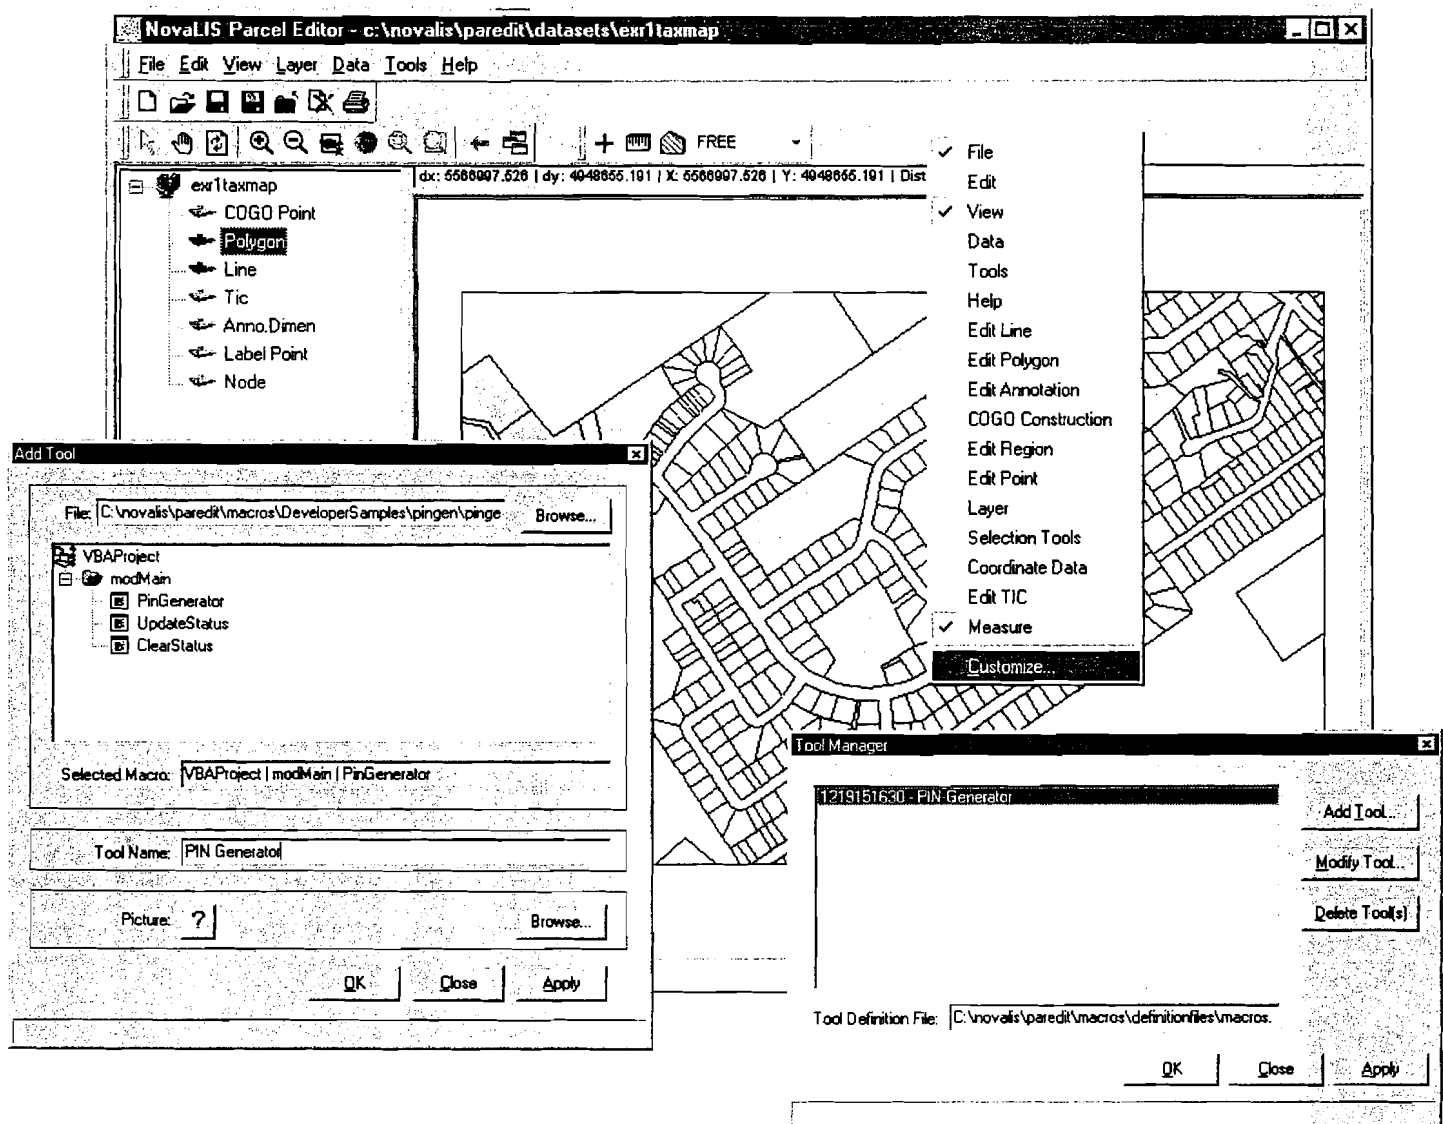 NovaLIS Parcel Editor - c:\novalis\paredit\datasets\exr1taxmap
File Edit View Layer Data Tools Help
FREE
dx: 5566997.526 | dy: 4948655.191 | X: 5566997.526 | Y: 4948655.191 | Dist
exr1taxmap
COGO Point
Polygon
Line
Tic
Anno.Dimen
Label Point
Node
File
Edit
View
Data
Tools
Help
Edit Line
Edit Polygon
Edit Annotation
COGO Construction
Edit Region
Edit Point
Layer
Selection Tools
Coordinate Data
Edit TIC
Measure
Customize...
Add Tool
File: C:\novalis\paredit\macros\DeveloperSamples\pingen\pinge Browse...
VBAProject
modMain
PinGenerator
UpdateStatus
ClearStatus
Selected Macro: VBAProject | modMain | PinGenerator
Tool Name: PIN Generator
Picture: ? Browse...
OK Close Apply
Tool Manager
1219151630 - PIN Generator
Add Tool...
Modify Tool...
Delete Tool(s)
Tool Definition File: C:\novalis\paredit\macros\definitionfiles\macros.
OK Close Apply